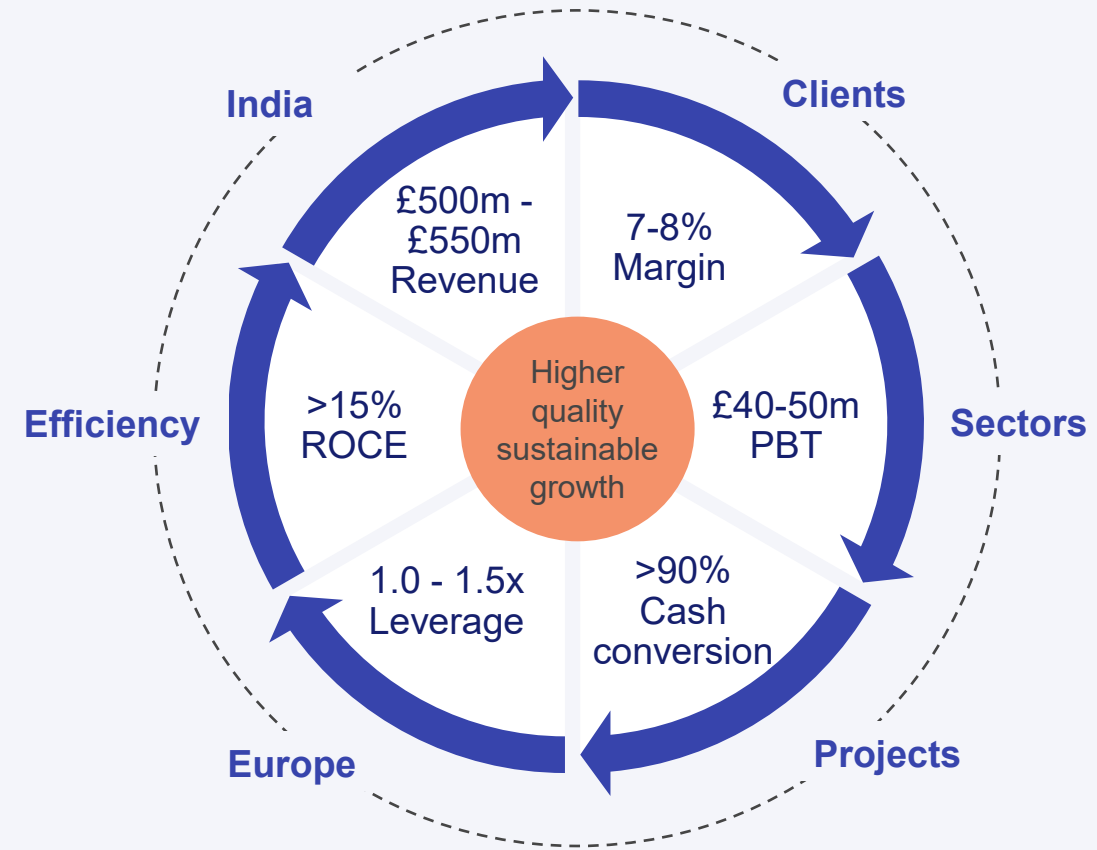 India
Clients
£500m -
£550m
Revenue
7-8%
Margin
Efficiency
>15%
ROCE
Higher
quality
sustainable
growth
£40-50m
PBT
Sectors
1.0 - 1.5x
Leverage
>90%
Cash
conversion
Europe
Projects